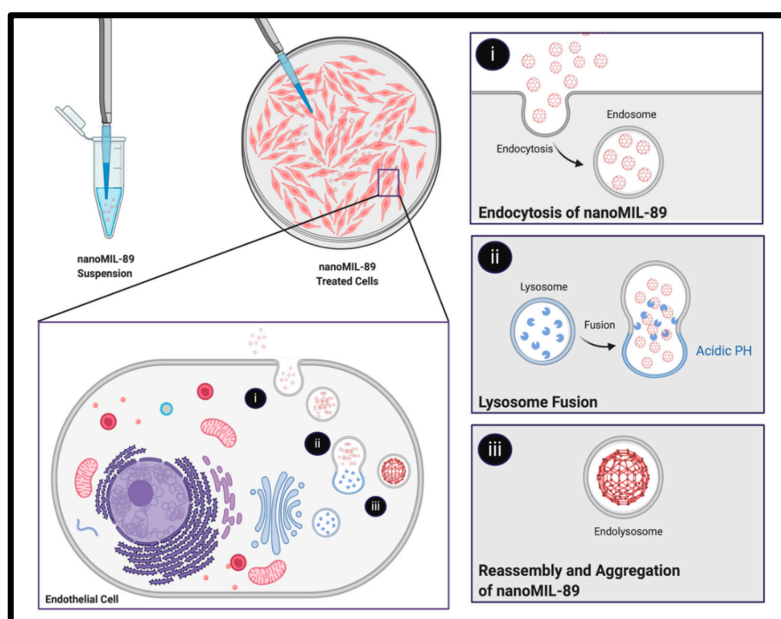 nanoMIL-89
Suspension
nanoMIL-89
Treated Cells
i
ii
iii
Endothelial Cell
i
Endosome
Endocytosis
Endocytosis of nanoMIL-89
ii
Lysosome
Fusion
Acidic PH
Lysosome Fusion
iii
Endolysosome
Reassembly and Aggregation
of nanoMIL-89